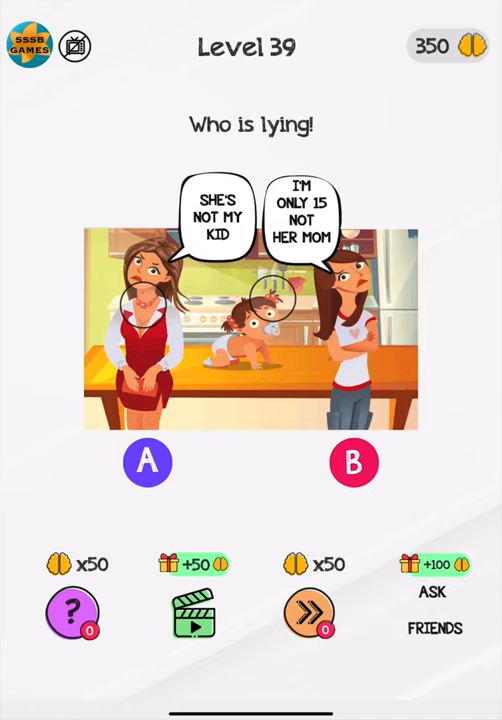 SSSB
GAMES
Level 39
350
Who is lying!
SHE'S
NOT MY
KID
I'M
ONLY 15
NOT
HER MOM
A
B
x50
+50
x50
+100
?
0
0
ASK
FRIENDS